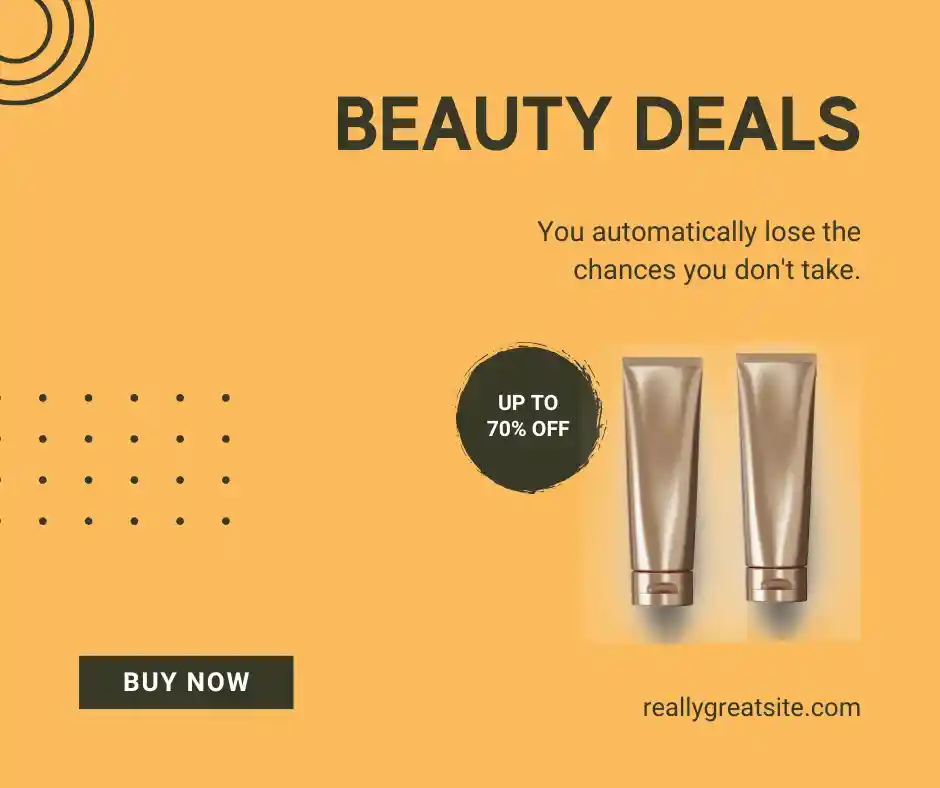 BEAUTY DEALS
You automatically lose the
chances you don't take.
UP TO
70% OFF
BUY NOW
reallygreatsite.com